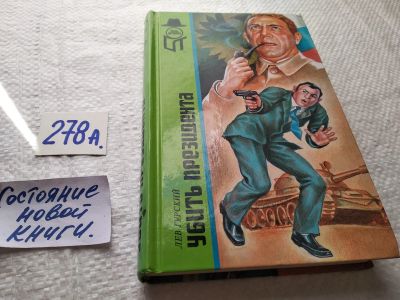 278А.
Состояние
новой
книги.
ЛЕВ ГУРСКИЙ
УБИТЬ ПРЕЗИДЕНТА